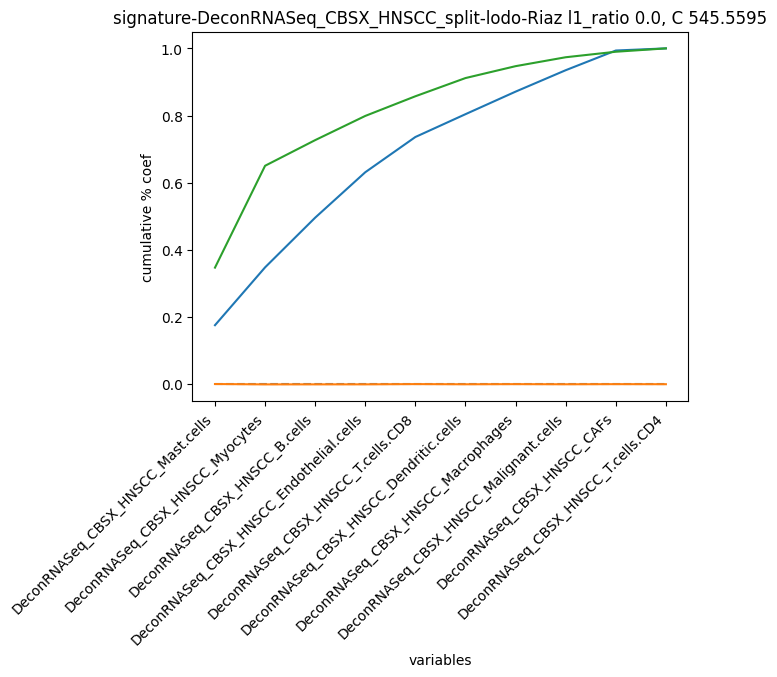 signature-DeconRNASeq_CBSX_HNSCC_split-lodo-Riaz l1_ratio 0.0, C 545.5595
cumulative % coef
1.0
0.8
0.6
0.4
0.2
0.0
DeconRNASeq_CBSX_HNSCC_Mast.cells
DeconRNASeq_CBSX_HNSCC_Myocytes
DeconRNASeq_CBSX_HNSCC_B.cells
DeconRNASeq_CBSX_HNSCC_Endothelial.cells
DeconRNASeq_CBSX_HNSCC_T.cells.CD8
DeconRNASeq_CBSX_HNSCC_Dendritic.cells
DeconRNASeq_CBSX_HNSCC_Macrophages
DeconRNASeq_CBSX_HNSCC_Malignant.cells
DeconRNASeq_CBSX_HNSCC_CAFs
DeconRNASeq_CBSX_HNSCC_T.cells.CD4
variables